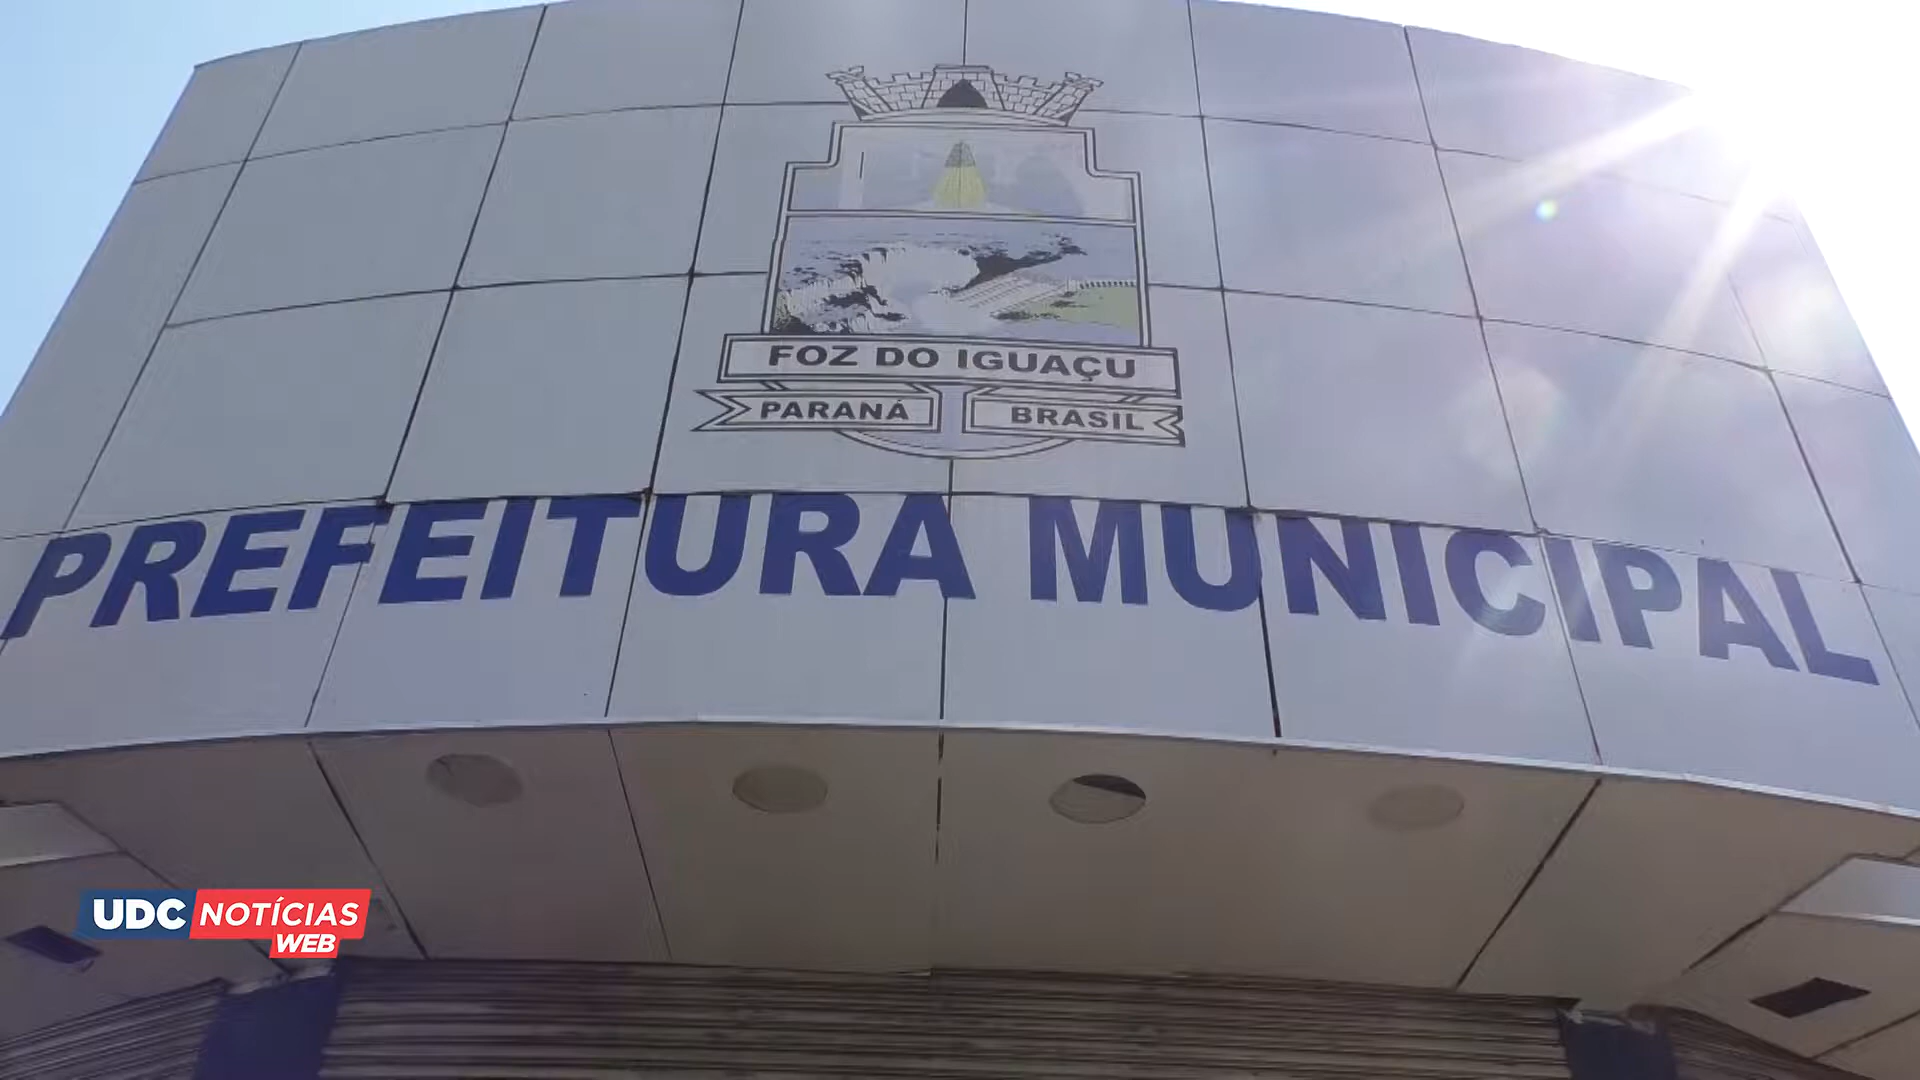 FOZ DO IGUAÇU
PARANÁ BRASIL
PREFEITURA MUNICIPAL
UDC NOTÍCIAS
WEB